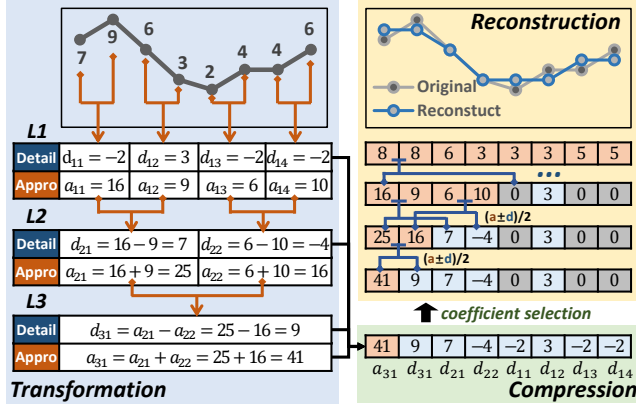 7 9 6 3 2 4 4 6
L1
Detail d₁₁ = −2 d₁₂ = 3 d₁₃ = −2 d₁₄ = −2
Appro a₁₁ = 16 a₁₂ = 9 a₁₃ = 6 a₁₄ = 10
L2
Detail d₂₁ = 16 − 9 = 7 d₂₂ = 6 − 10 = −4
Appro a₂₁ = 16 + 9 = 25 a₂₂ = 6 + 10 = 16
L3
Detail d₃₁ = a₂₁ − a₂₂ = 25 − 16 = 9
Appro a₃₁ = a₂₁ + a₂₂ = 25 + 16 = 41
Transformation
Reconstruction
Original
Reconstuct
8 8 6 3 3 3 5 5
...
16 9 6 10 0 3 0 0
(a±d)/2
25 16 7 −4 0 3 0 0
(a±d)/2
41 9 7 −4 0 3 0 0
coefficient selection
41 9 7 −4 −2 3 −2 −2
a₃₁ d₃₁ d₂₁ d₂₂ d₁₁ d₁₂ d₁₃ d₁₄
Compression